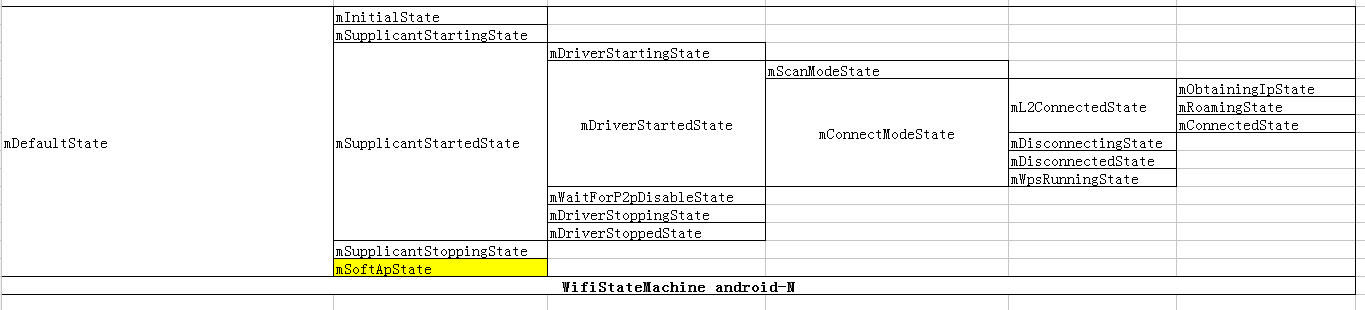 mInitialState
mSupplicantStartingState
mDriverStartingState
mScanModeState
mObtainingIpState
mL2ConnectedState
mRoamingState
mDriverStartedState
mConnectModeState
mConnectedState
mDefaultState
mSupplicantStartedState
mDisconnectingState
mDisconnectedState
mWpsRunningState
mWaitForP2pDisableState
mDriverStoppingState
mDriverStoppedState
mSupplicantStoppingState
mSoftApState
WifiStateMachine android-N